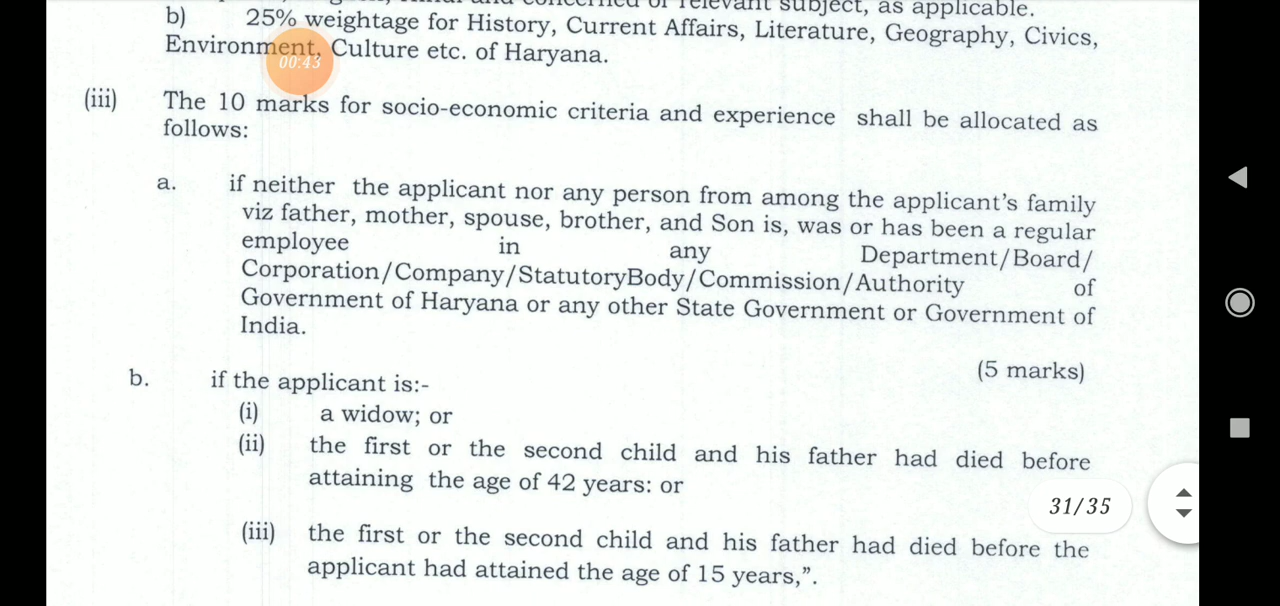 relevant subject, as applicable.
b) 25% weightage for History, Current Affairs, Literature, Geography, Civics,
Environment, Culture etc. of Haryana.
00:43
(iii) The 10 marks for socio-economic criteria and experience shall be allocated as
follows:
a. if neither the applicant nor any person from among the applicant's family
viz father, mother, spouse, brother, and Son is, was or has been a regular
employee in any Department/Board/
Corporation/Company/StatutoryBody/Commission/Authority of
Government of Haryana or any other State Government or Government of
India.
(5 marks)
b. if the applicant is:-
(i) a widow; or
(ii) the first or the second child and his father had died before
attaining the age of 42 years: or
31/35
(iii) the first or the second child and his father had died before the
applicant had attained the age of 15 years,”.